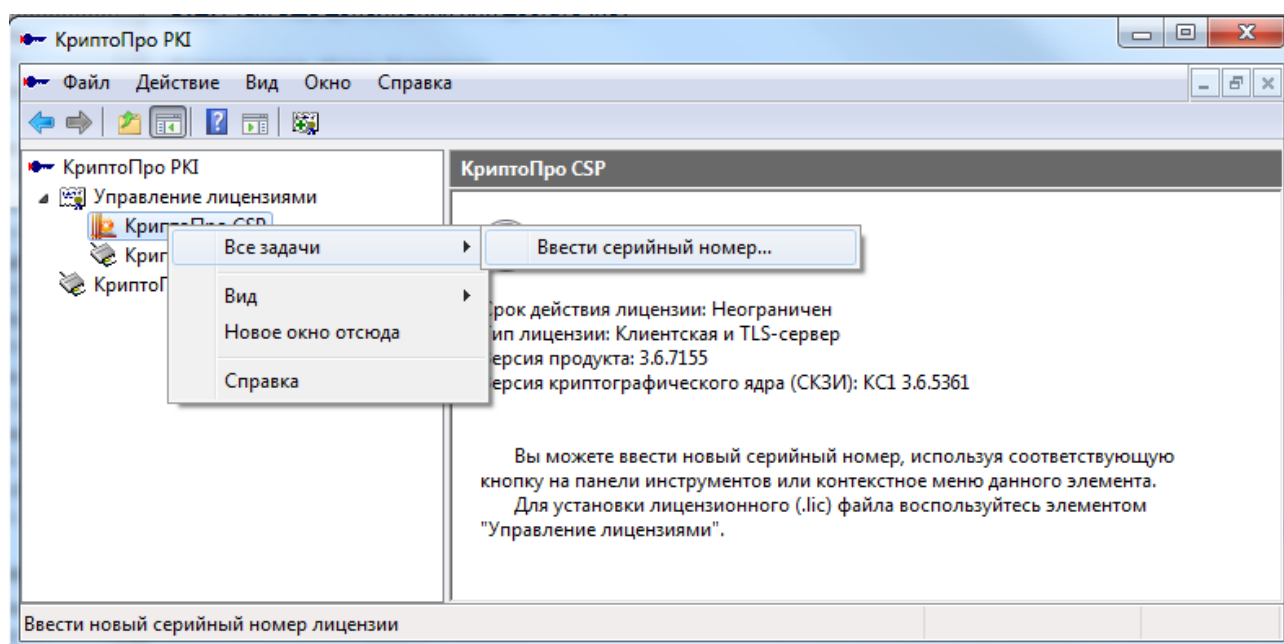 КриптоПро PKI
Файл Действие Вид Окно Справка
КриптоПро PKI
Управление лицензиями
КриптоПро CSP
КриптоПро CSP
Все задачи
Ввести серийный номер...
Вид
Новое окно отсюда
Справка
рок действия лицензии: Неограничен
ип лицензии: Клиентская и TLS-сервер
ерсия продукта: 3.6.7155
ерсия криптографического ядра (СКЗИ): КС1 3.6.5361
Вы можете ввести новый серийный номер, используя соответствующую
кнопку на панели инструментов или контекстное меню данного элемента.
Для установки лицензионного (.lic) файла воспользуйтесь элементом
"Управление лицензиями".
Ввести новый серийный номер лицензии